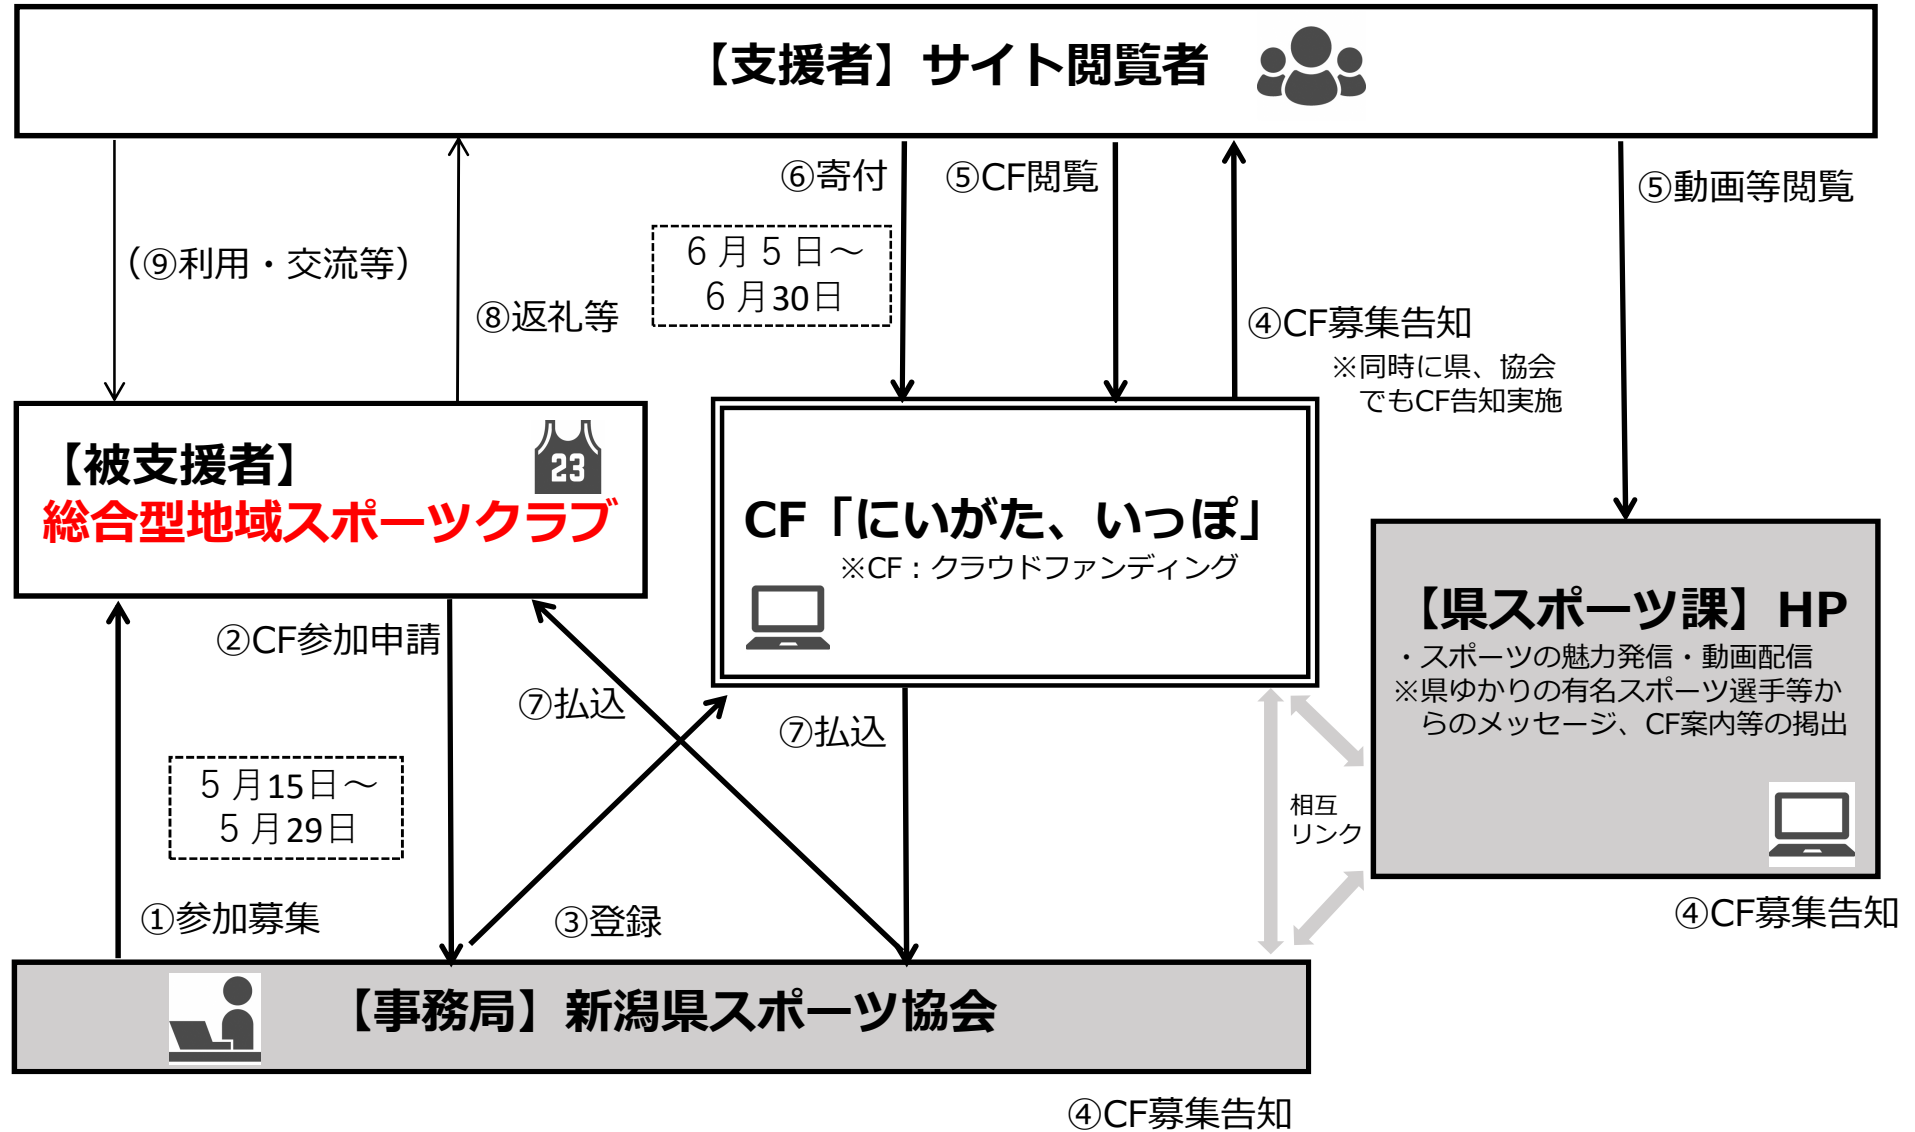 【支援者】サイト閲覧者
⑥寄付
⑤CF閲覧
⑤動画等閲覧
（⑨利用・交流等）
⑧返礼等
６月５日～
６月30日
④CF募集告知
※同時に県、協会
でもCF告知実施
【被支援者】
23
総合型地域スポーツクラブ
CF「にいがた、いっぽ」
※CF：クラウドファンディング
【県スポーツ課】HP
・スポーツの魅力発信・動画配信
※県ゆかりの有名スポーツ選手等か
らのメッセージ、CF案内等の掲出
②CF参加申請
⑦払込
⑦払込
５月15日～
５月29日
相互
リンク
①参加募集
③登録
④CF募集告知
【事務局】新潟県スポーツ協会
④CF募集告知